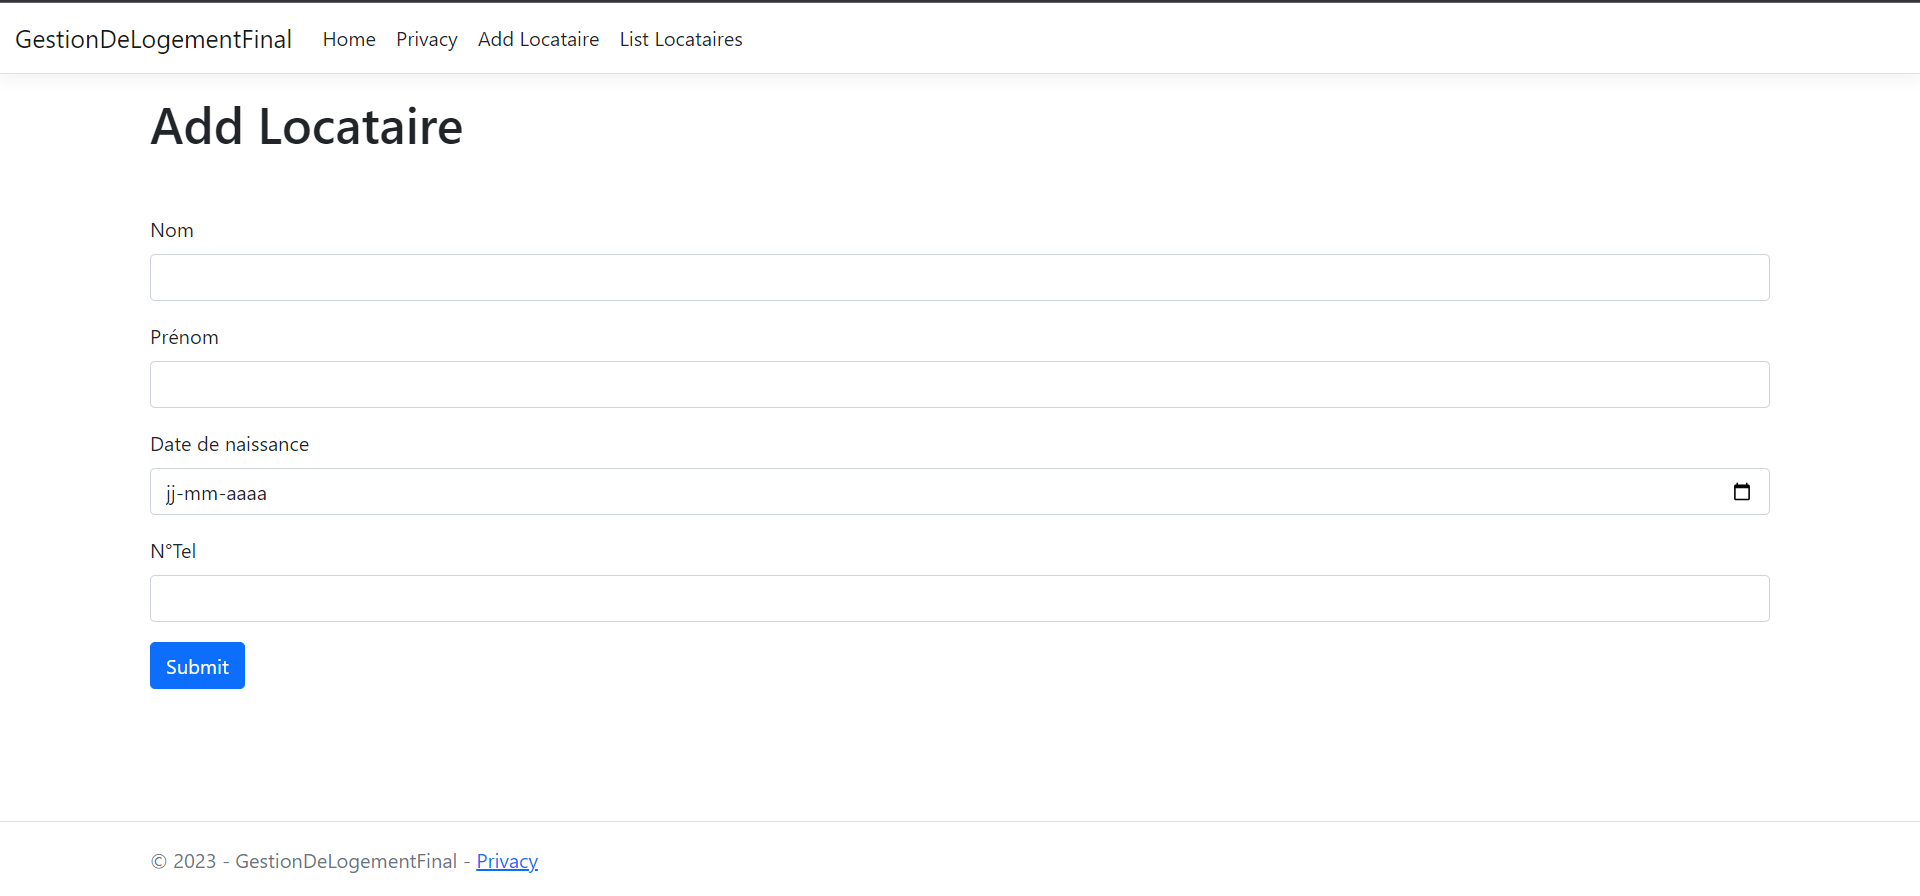 GestionDeLogementFinal Home Privacy Add Locataire List Locataires
Add Locataire
Nom
Prénom
Date de naissance
jj-mm-aaaa
N°Tel
Submit
© 2023 - GestionDeLogementFinal - Privacy